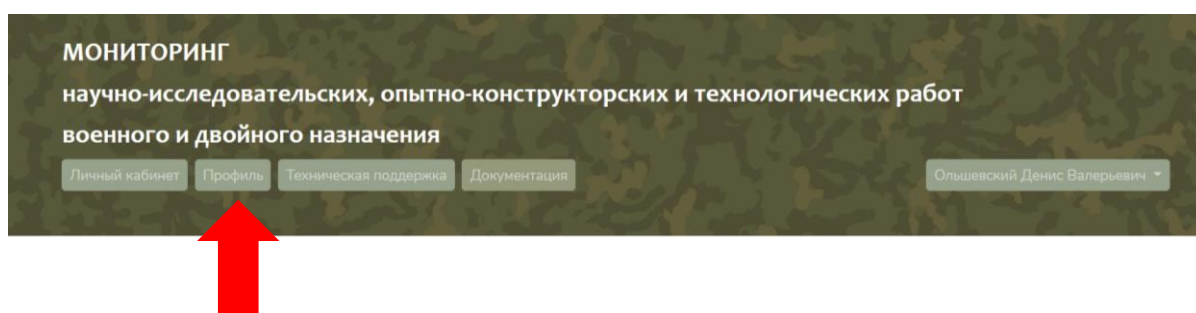 МОНИТОРИНГ
научно-исследовательских, опытно-конструкторских и технологических работ
военного и двойного назначения
Личный кабинет Профиль Техническая поддержка Документация Ольшевский Денис Валерьевич